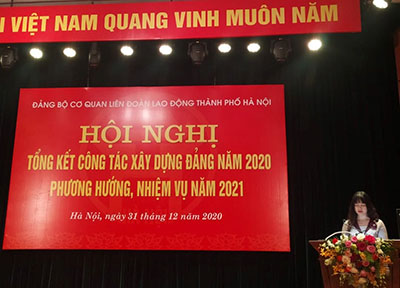 VIỆT NAM QUANG VINH MUÔN NĂM
ĐẢNG BỘ CƠ QUAN LIÊN ĐOÀN LAO ĐỘNG THÀNH PHỐ HÀ NỘI
HỘI NGHỊ
TỔNG KẾT CÔNG TÁC XÂY DỰNG ĐẢNG NĂM 2020
PHƯƠNG HƯỚNG, NHIỆM VỤ NĂM 2021
Hà Nội, ngày 31 tháng 12 năm 2020